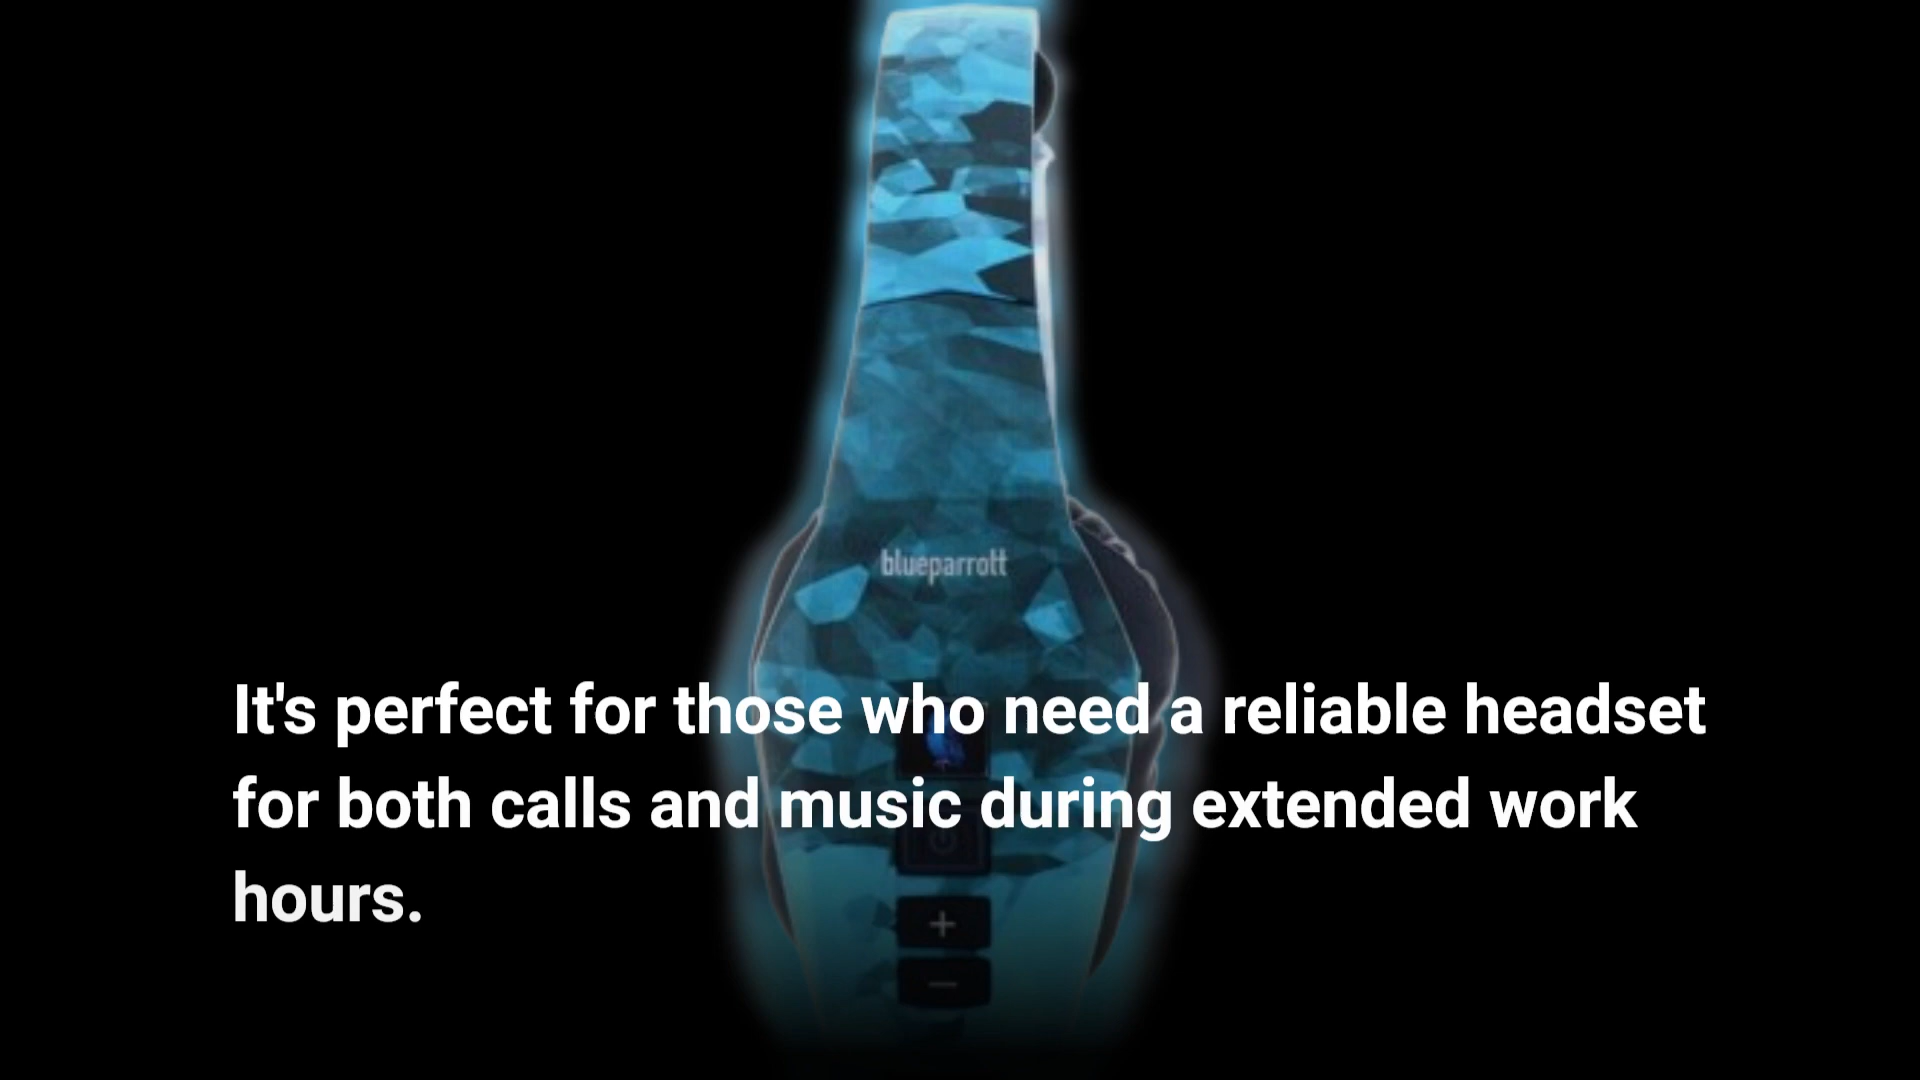 blueparrott
It's perfect for those who need a reliable headset
for both calls and music during extended work
hours.
+
−